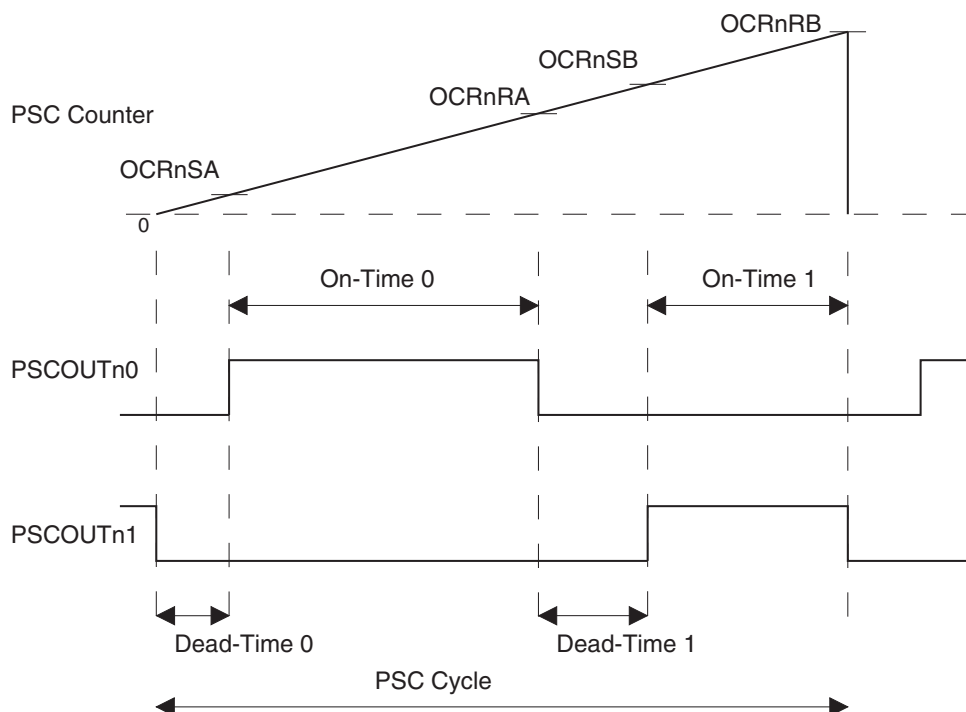 OCRnRB
OCRnSB
OCRnRA
PSC Counter
OCRnSA
0
On-Time 0
On-Time 1
PSCOUTn0
PSCOUTn1
Dead-Time 0
Dead-Time 1
PSC Cycle